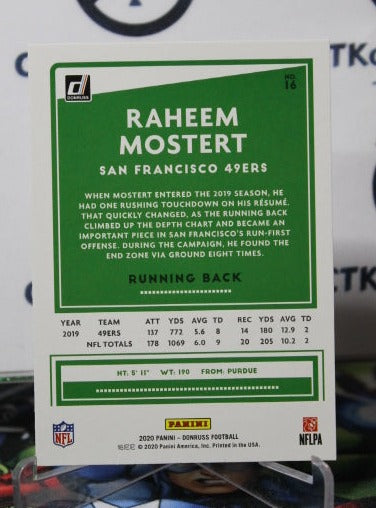 DONRUSS
NO.
16
RAHEEM
MOSTERT
SAN FRANCISCO 49ERS
WHEN MOSTERT ENTERED THE 2019 SEASON, HE
HAD ONE RUSHING TOUCHDOWN ON HIS RÉSUMÉ.
THAT QUICKLY CHANGED, AS THE RUNNING BACK
CLIMBED UP THE DEPTH CHART AND BECAME AN
IMPORTANT PIECE IN SAN FRANCISCO'S RUN-FIRST
OFFENSE. DURING THE CAMPAIGN, HE FOUND THE
END ZONE VIA GROUND EIGHT TIMES.
RUNNING BACK
YEAR TEAM ATT YDS AVG TD REC YDS AVG TD
2019 49ERS 137 772 5.6 8 14 180 12.9 2
NFL TOTALS 178 1069 6.0 9 20 205 10.2 2
HT: 5' 11" WT: 190 FROM: PURDUE
NFL
PANINI
NFLPA
2020 PANINI – DONRUSS FOOTBALL
© 2020 Panini America, Inc. Printed in the USA.